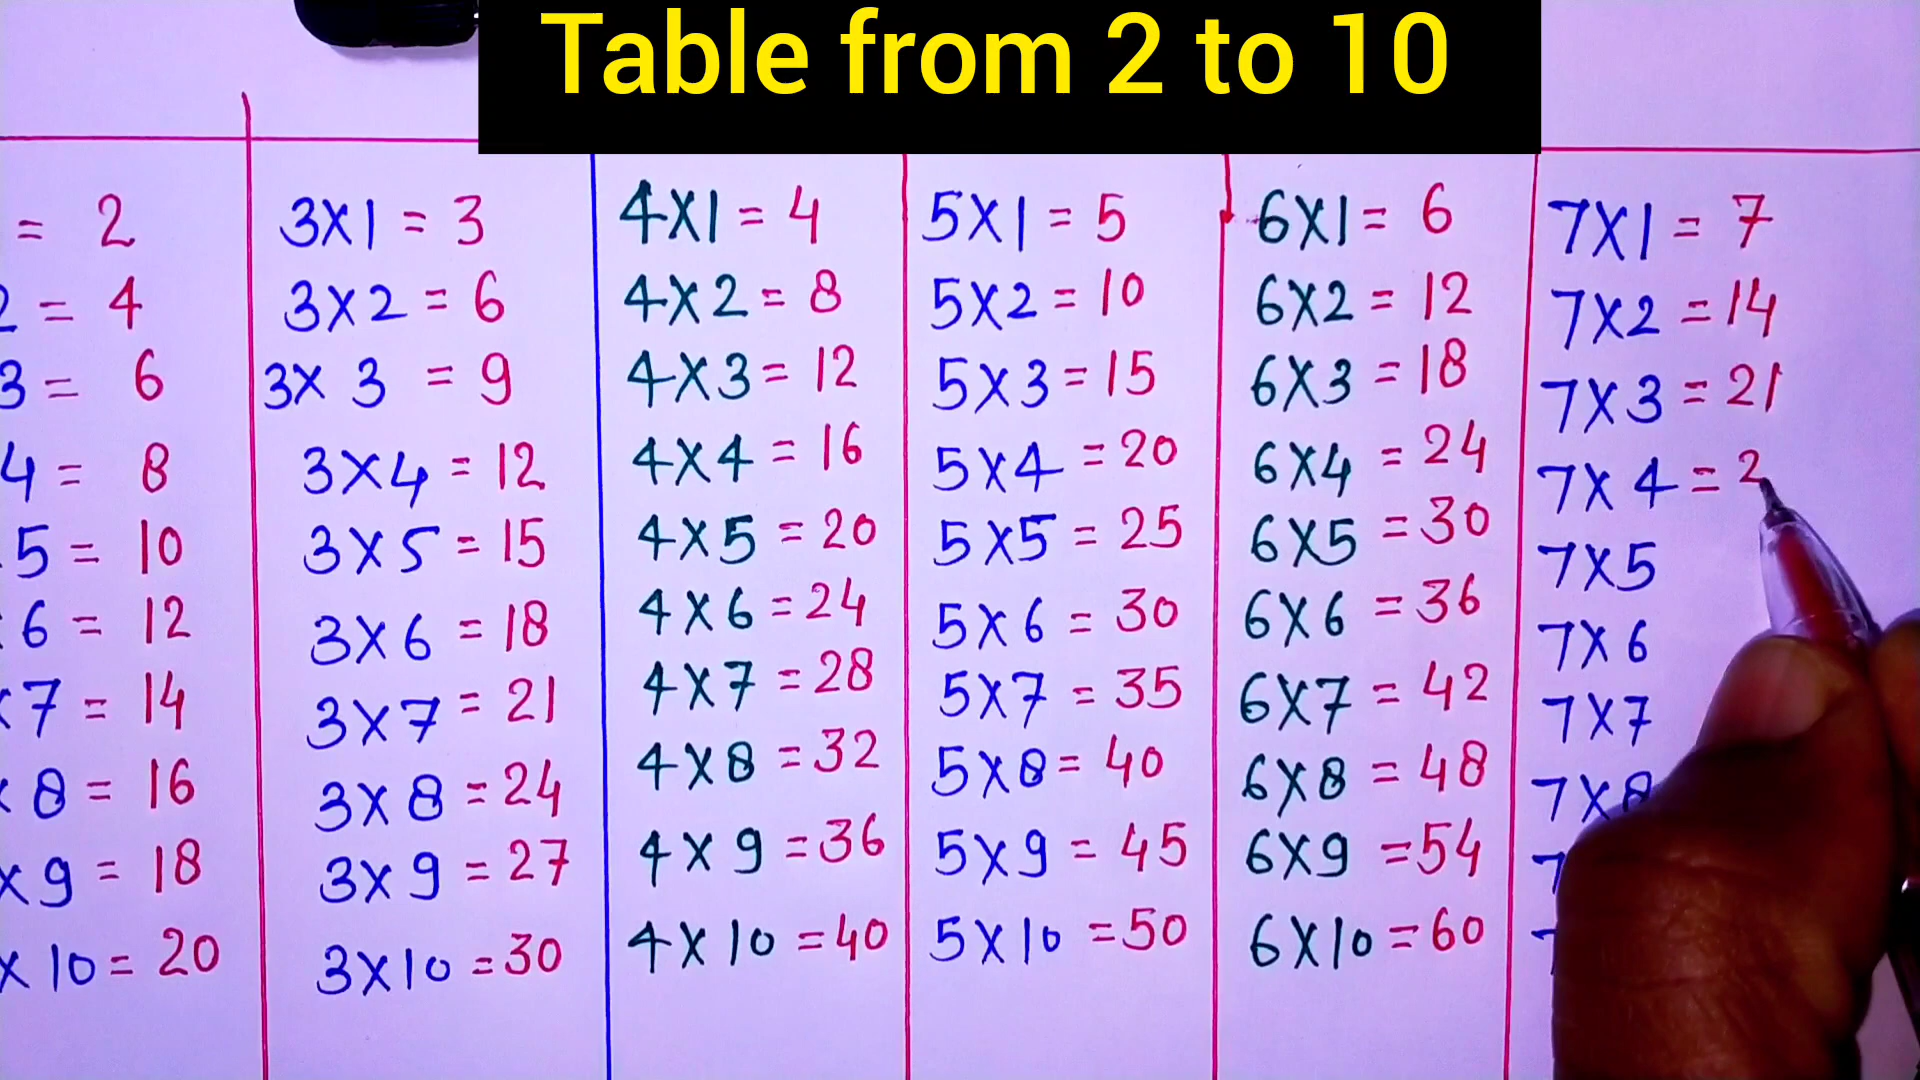 Table from 2 to 10
= 2
2 = 4
3 = 6
4 = 8
5 = 10
6 = 12
x7 = 14
x 8 = 16
x9 = 18
x 10 = 20
3X1 = 3
3X2 = 6
3X 3 = 9
3X4 = 12
3X5 = 15
3X6 = 18
3X7 = 21
3X8 = 24
3X9 = 27
3X10 = 30
4X1 = 4
4X2 = 8
4X3 = 12
4X4 = 16
4X5 = 20
4X6 = 24
4X7 = 28
4X8 = 32
4X9 = 36
4X10 = 40
5X1 = 5
5X2 = 10
5X3 = 15
5X4 = 20
5X5 = 25
5X6 = 30
5X7 = 35
5X8 = 40
5X9 = 45
5X10 = 50
6X1 = 6
6X2 = 12
6X3 = 18
6X4 = 24
6X5 = 30
6X6 = 36
6X7 = 42
6X8 = 48
6X9 = 54
6X10 = 60
7X1 = 7
7X2 = 14
7X3 = 21
7X4 = 2
7X5
7X6
7X7
7X8
7
7